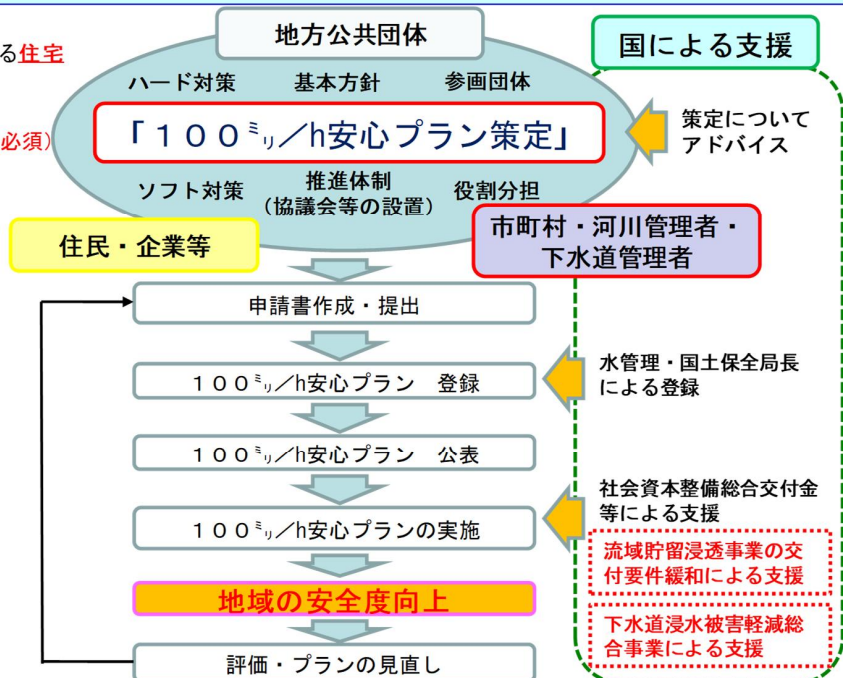 地方公共団体
国による支援
る住宅
ハード対策
基本方針
参画団体
必須)
「100㍉/h安心プラン策定」
策定について
アドバイス
ソフト対策
推進体制
(協議会等の設置)
役割分担
住民・企業等
市町村・河川管理者・
下水道管理者
申請書作成・提出
100㍉/h安心プラン 登録
水管理・国土保全局長
による登録
100㍉/h安心プラン 公表
100㍉/h安心プランの実施
社会資本整備総合交付金
等による支援
流域貯留浸透事業の交
付要件緩和による支援
地域の安全度向上
下水道浸水被害軽減総
合事業による支援
評価・プランの見直し